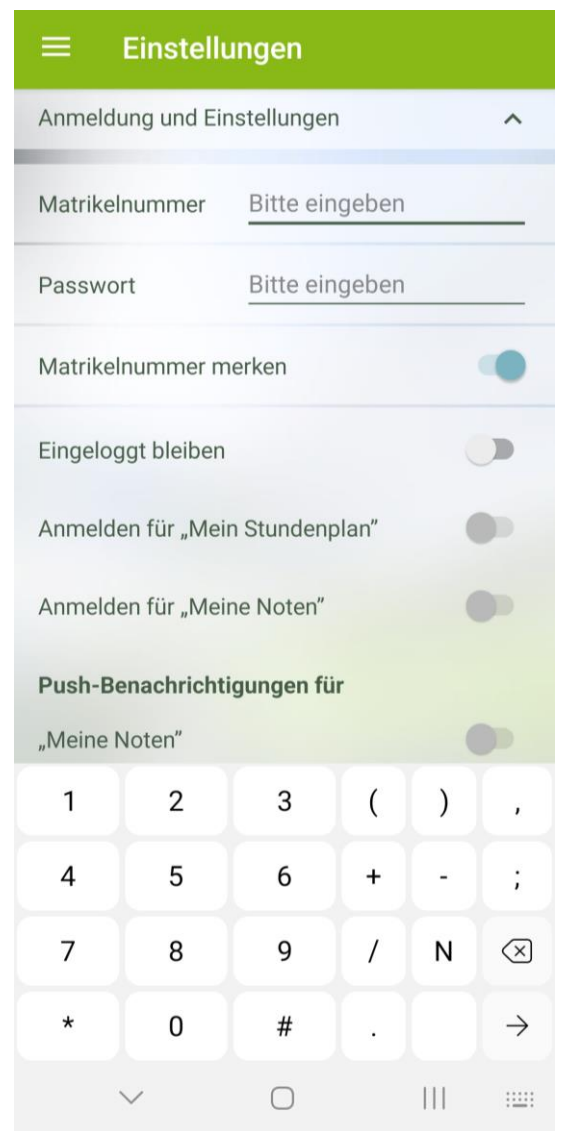 Einstellungen
Anmeldung und Einstellungen
Matrikelnummer Bitte eingeben
Passwort Bitte eingeben
Matrikelnummer merken
Eingeloggt bleiben
Anmelden für „Mein Stundenplan”
Anmelden für „Meine Noten”
Push-Benachrichtigungen für
„Meine Noten”
1 2 3 ( ) ,
4 5 6 + - ;
7 8 9 / N
* 0 # .